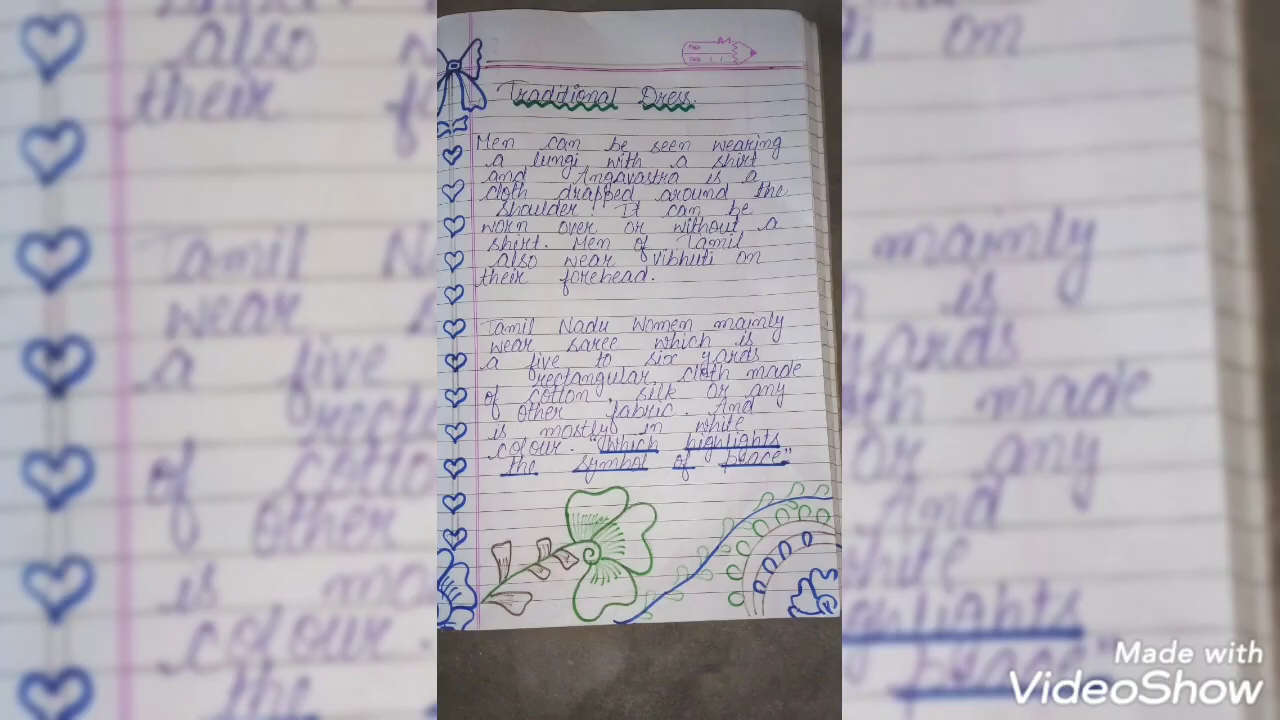 Traditional Dress.
Men can be seen wearing
a lungi with a shirt
and Angavastra is a
cloth drapped around the
shoulder. It can be
worn over or without a
shirt. Men of Tamil
also wear vibhuti on
their forehead.
Tamil Nadu Women mainly
wear saree which is
a five to six yards
rectangular cloth made
of cotton, silk or any
other fabric. And
is mostly in white
colour. "Which highlights
the symbol of peace"
Made with
VideoShow